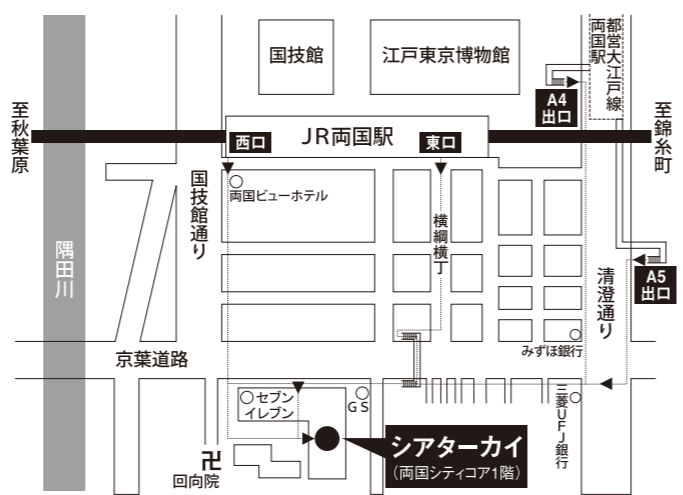 国技館
江戸東京博物館
都営大江戸線
両国駅
A4
出口
至秋葉原
西口
JR両国駅
東口
至錦糸町
国技館通り
両国ビューホテル
横綱横丁
隅田川
清澄通り
A5
出口
みずほ銀行
京葉道路
セブン
イレブン
GS
三菱UFJ銀行
卍
回向院
シアターカイ
(両国シティコア1階)